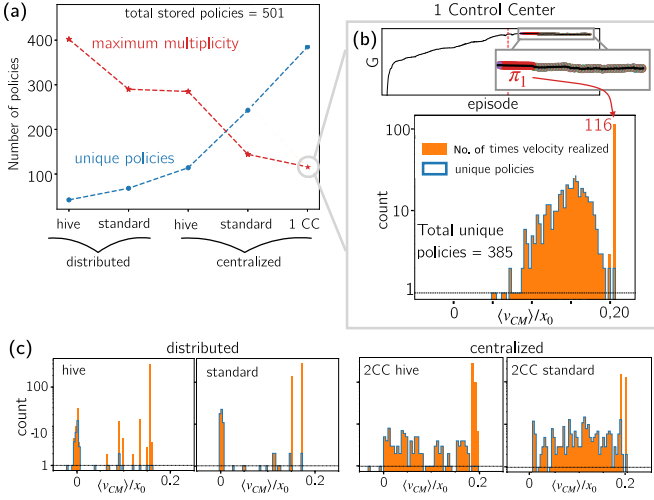 (a)
total stored policies = 501
400
300
200
100
Number of policies
maximum multiplicity
unique policies
hive
standard
hive
standard
1 CC
distributed
centralized
1 Control Center
(b)
G
π1
episode
116
100
10
1
count
No. of times velocity realized
unique policies
Total unique
policies = 385
0
0,20
⟨vCM⟩/x0
(c)
distributed
centralized
hive
standard
2CC hive
2CC standard
100
-10
1
count
count
0
0.2
0
0.2
0
0.2
0
0.2
⟨vCM⟩/x0
⟨vCM⟩/x0
⟨vCM⟩/x0
⟨vCM⟩/x0